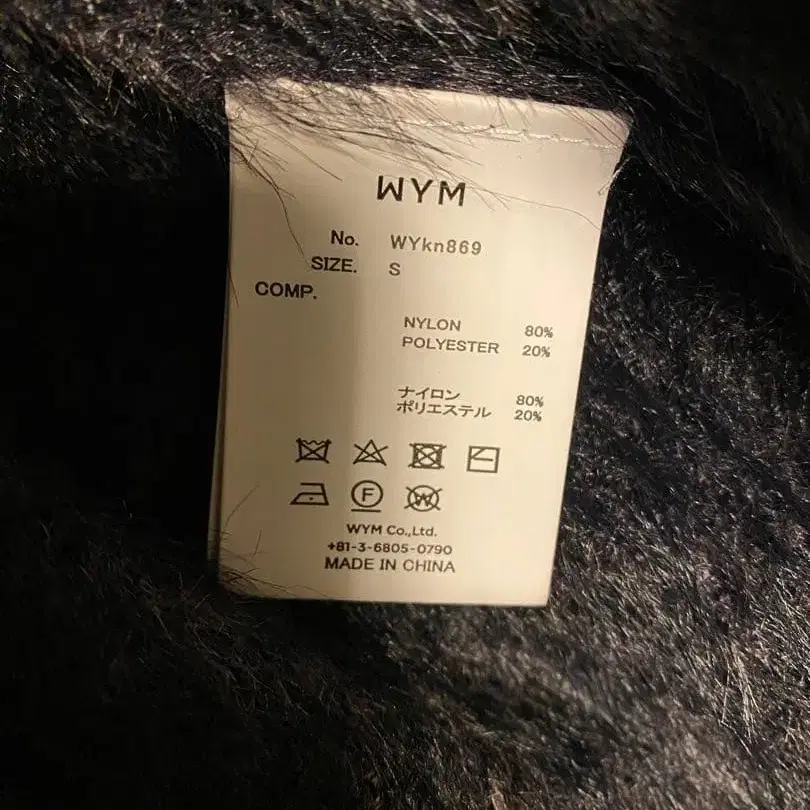 WYM
No. WYkn869
SIZE. S
COMP.
NYLON 80%
POLYESTER 20%
ナイロン 80%
ポリエステル 20%
F W
WYM Co.,Ltd.
+81-3-6805-0790
MADE IN CHINA